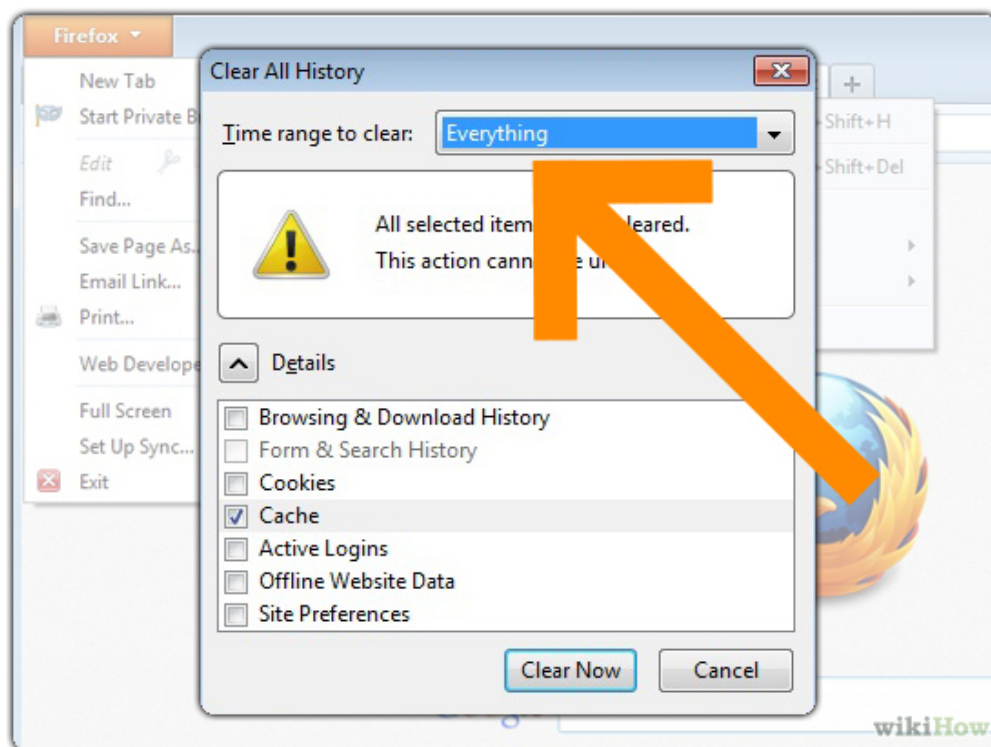 Firefox
New Tab
Start Private B
Edit
Find...
Save Page As..
Email Link...
Print...
Web Develope
Full Screen
Set Up Sync...
Exit
Shift+H
Shift+Del
Clear All History
Time range to clear: Everything
All selected item leared.
This action cann e u
Details
Browsing & Download History
Form & Search History
Cookies
Cache
Active Logins
Offline Website Data
Site Preferences
Clear Now Cancel
wikiHow